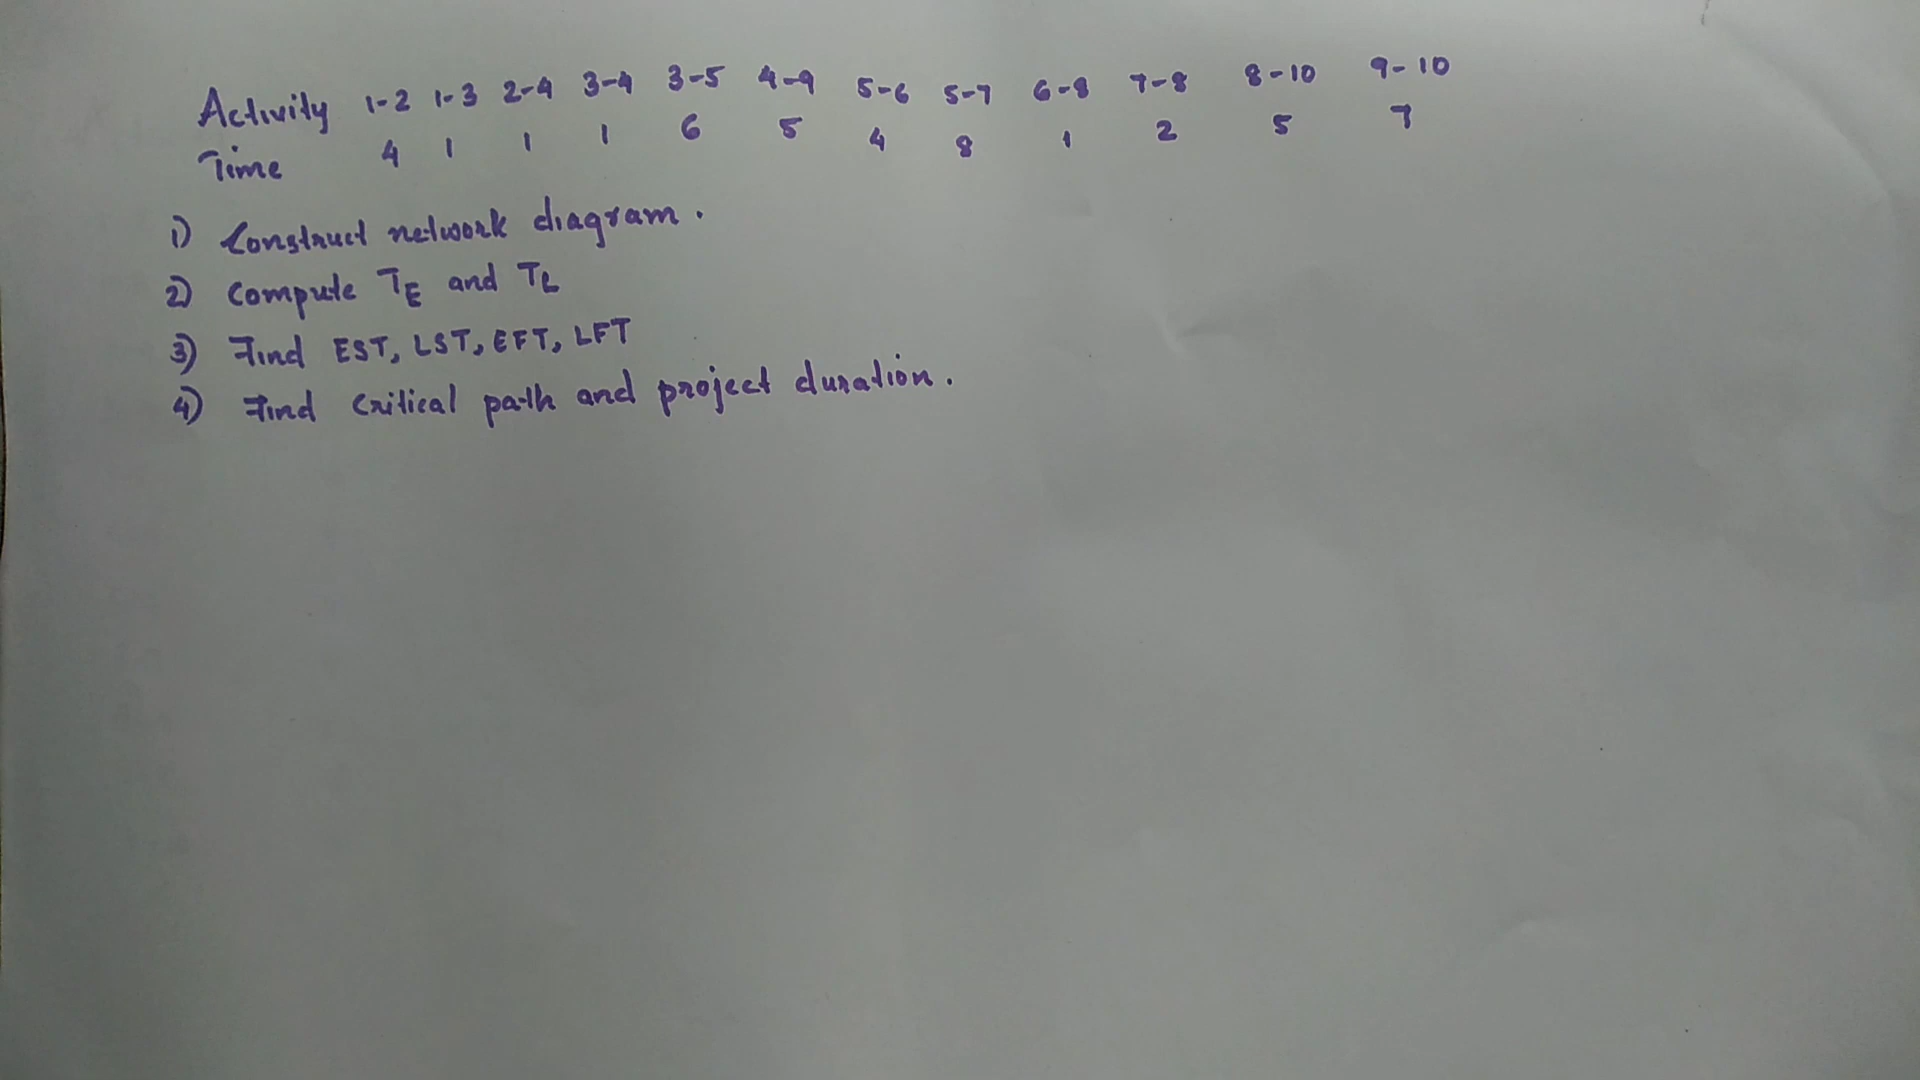 Activity 1-2 1-3 2-4 3-4 3-5 4-9 5-6 5-7 6-8 7-8 8-10 9-10
Time 4 1 1 1 6 5 4 8 1 2 5 7
1) Construct network diagram.
2) Compute TE and TL
3) Find EST, LST, EFT, LFT
4) Find Critical path and project duration.